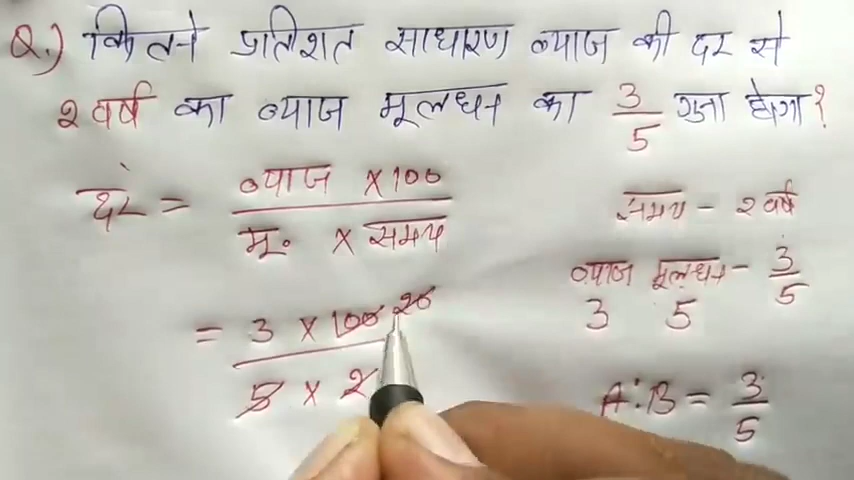 Q.) कितने प्रतिशत साधारण ब्याज की दर से
2 वर्ष का ब्याज मूलधन का 3/5 गुना होगा?
दर = ब्याज × 100 / मू० × समय
समय - 2 वर्ष
ब्याज मूलधन - 3/5
3 5
= 3 × 100 20 / 5 × 2
A:B = 3/5